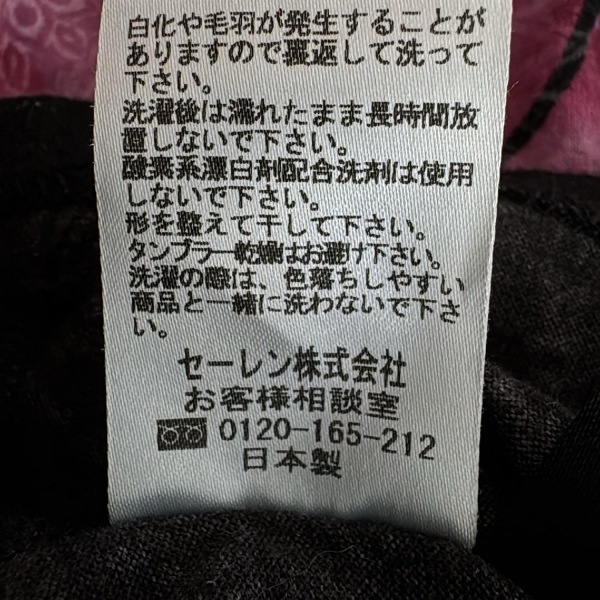 白化や毛羽が発生することが
ありますので裏返して洗って
下さい。
洗濯後は濡れたまま長時間放
置しないで下さい。
酸素系漂白剤配合洗剤は使用
しないで下さい。
形を整えて干して下さい。
タンブラー乾燥はお避け下さい。
洗濯の際は、色落ちしやすい
商品と一緒に洗わないで下さ
い。
セーレン株式会社
お客様相談室
0120-165-212
日本製